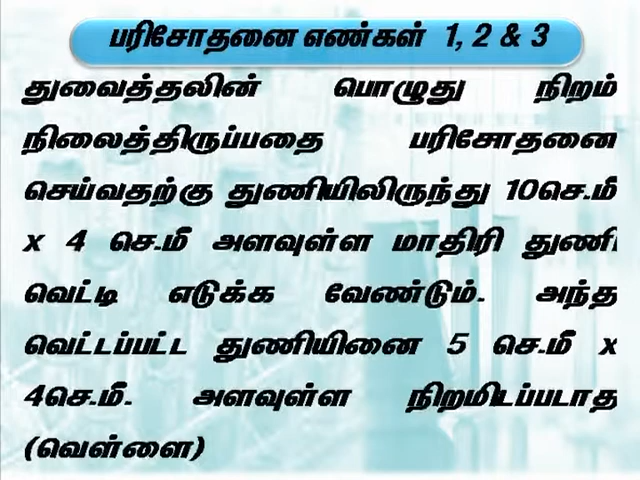 பரிசோதனை எண்கள் 1, 2 & 3
துவைத்தலின் பொழுது நிறம்
நிலைத்திருப்பதை பரிசோதனை
செய்வதற்கு துணியிலிருந்து 10செ.மீ
x 4 செ.மீ அளவுள்ள மாதிரி துணி
வெட்டி எடுக்க வேண்டும். அந்த
வெட்டப்பட்ட துணியினை 5 செ.மீ x
4செ.மீ. அளவுள்ள நிறமிடப்படாத
(வெள்ளை)